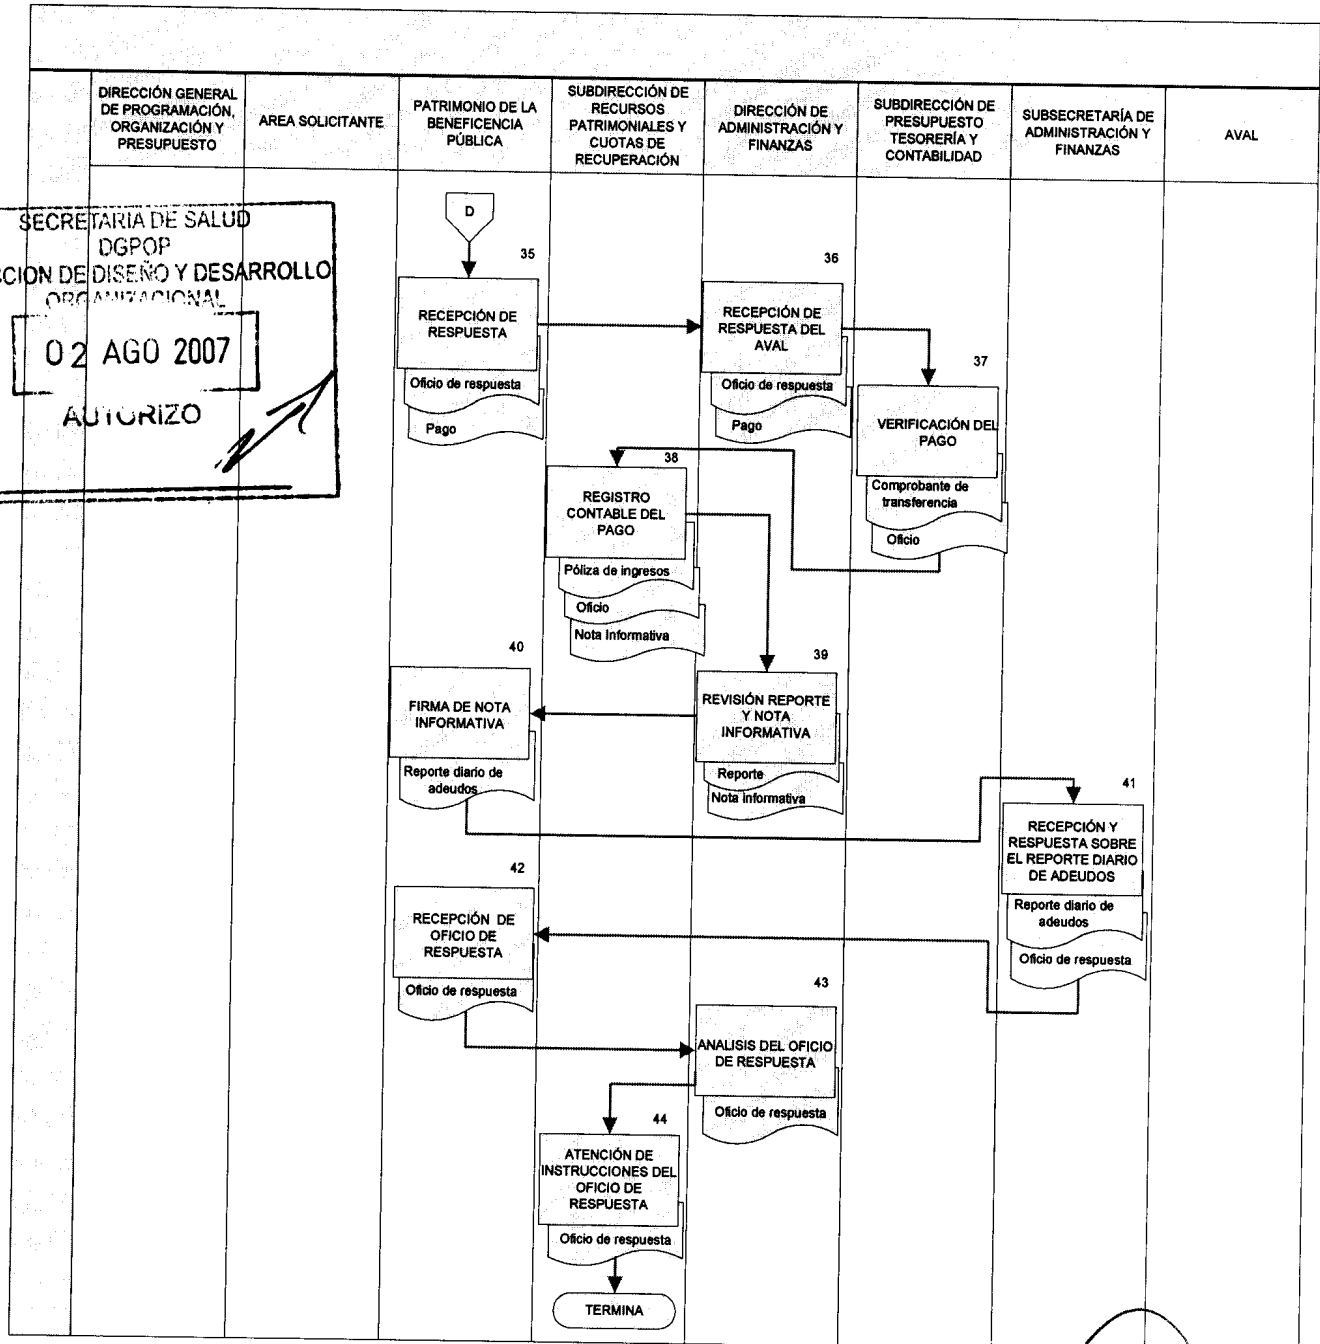 DIRECCIÓN GENERAL
DE PROGRAMACIÓN,
ORGANIZACIÓN Y
PRESUPUESTO
AREA SOLICITANTE
PATRIMONIO DE LA
BENEFICENCIA
PÚBLICA
SUBDIRECCIÓN DE
RECURSOS
PATRIMONIALES Y
CUOTAS DE
RECUPERACIÓN
DIRECCIÓN DE
ADMINISTRACIÓN Y
FINANZAS
SUBDIRECCIÓN DE
PRESUPUESTO
TESORERÍA Y
CONTABILIDAD
SUBSECRETARÍA DE
ADMINISTRACIÓN Y
FINANZAS
AVAL
SECRETARIA DE SALUD
DGPOP
CCION DE DISEÑO Y DESARROLLO
ORGANIZACIONAL
02 AGO 2007
AUTORIZO
D
35
RECEPCIÓN DE
RESPUESTA
Oficio de respuesta
Pago
36
RECEPCIÓN DE
RESPUESTA DEL
AVAL
Oficio de respuesta
Pago
37
VERIFICACIÓN DEL
PAGO
Comprobante de
transferencia
Oficio
38
REGISTRO
CONTABLE DEL
PAGO
Póliza de ingresos
Oficio
Nota Informativa
39
REVISIÓN REPORTE
Y NOTA
INFORMATIVA
Reporte
Nota informativa
40
FIRMA DE NOTA
INFORMATIVA
Reporte diario de
adeudos
41
RECEPCIÓN Y
RESPUESTA SOBRE
EL REPORTE DIARIO
DE ADEUDOS
Reporte diario de
adeudos
Oficio de respuesta
42
RECEPCIÓN DE
OFICIO DE
RESPUESTA
Oficio de respuesta
43
ANALISIS DEL OFICIO
DE RESPUESTA
Oficio de respuesta
44
ATENCIÓN DE
INSTRUCCIONES DEL
OFICIO DE
RESPUESTA
Oficio de respuesta
TERMINA